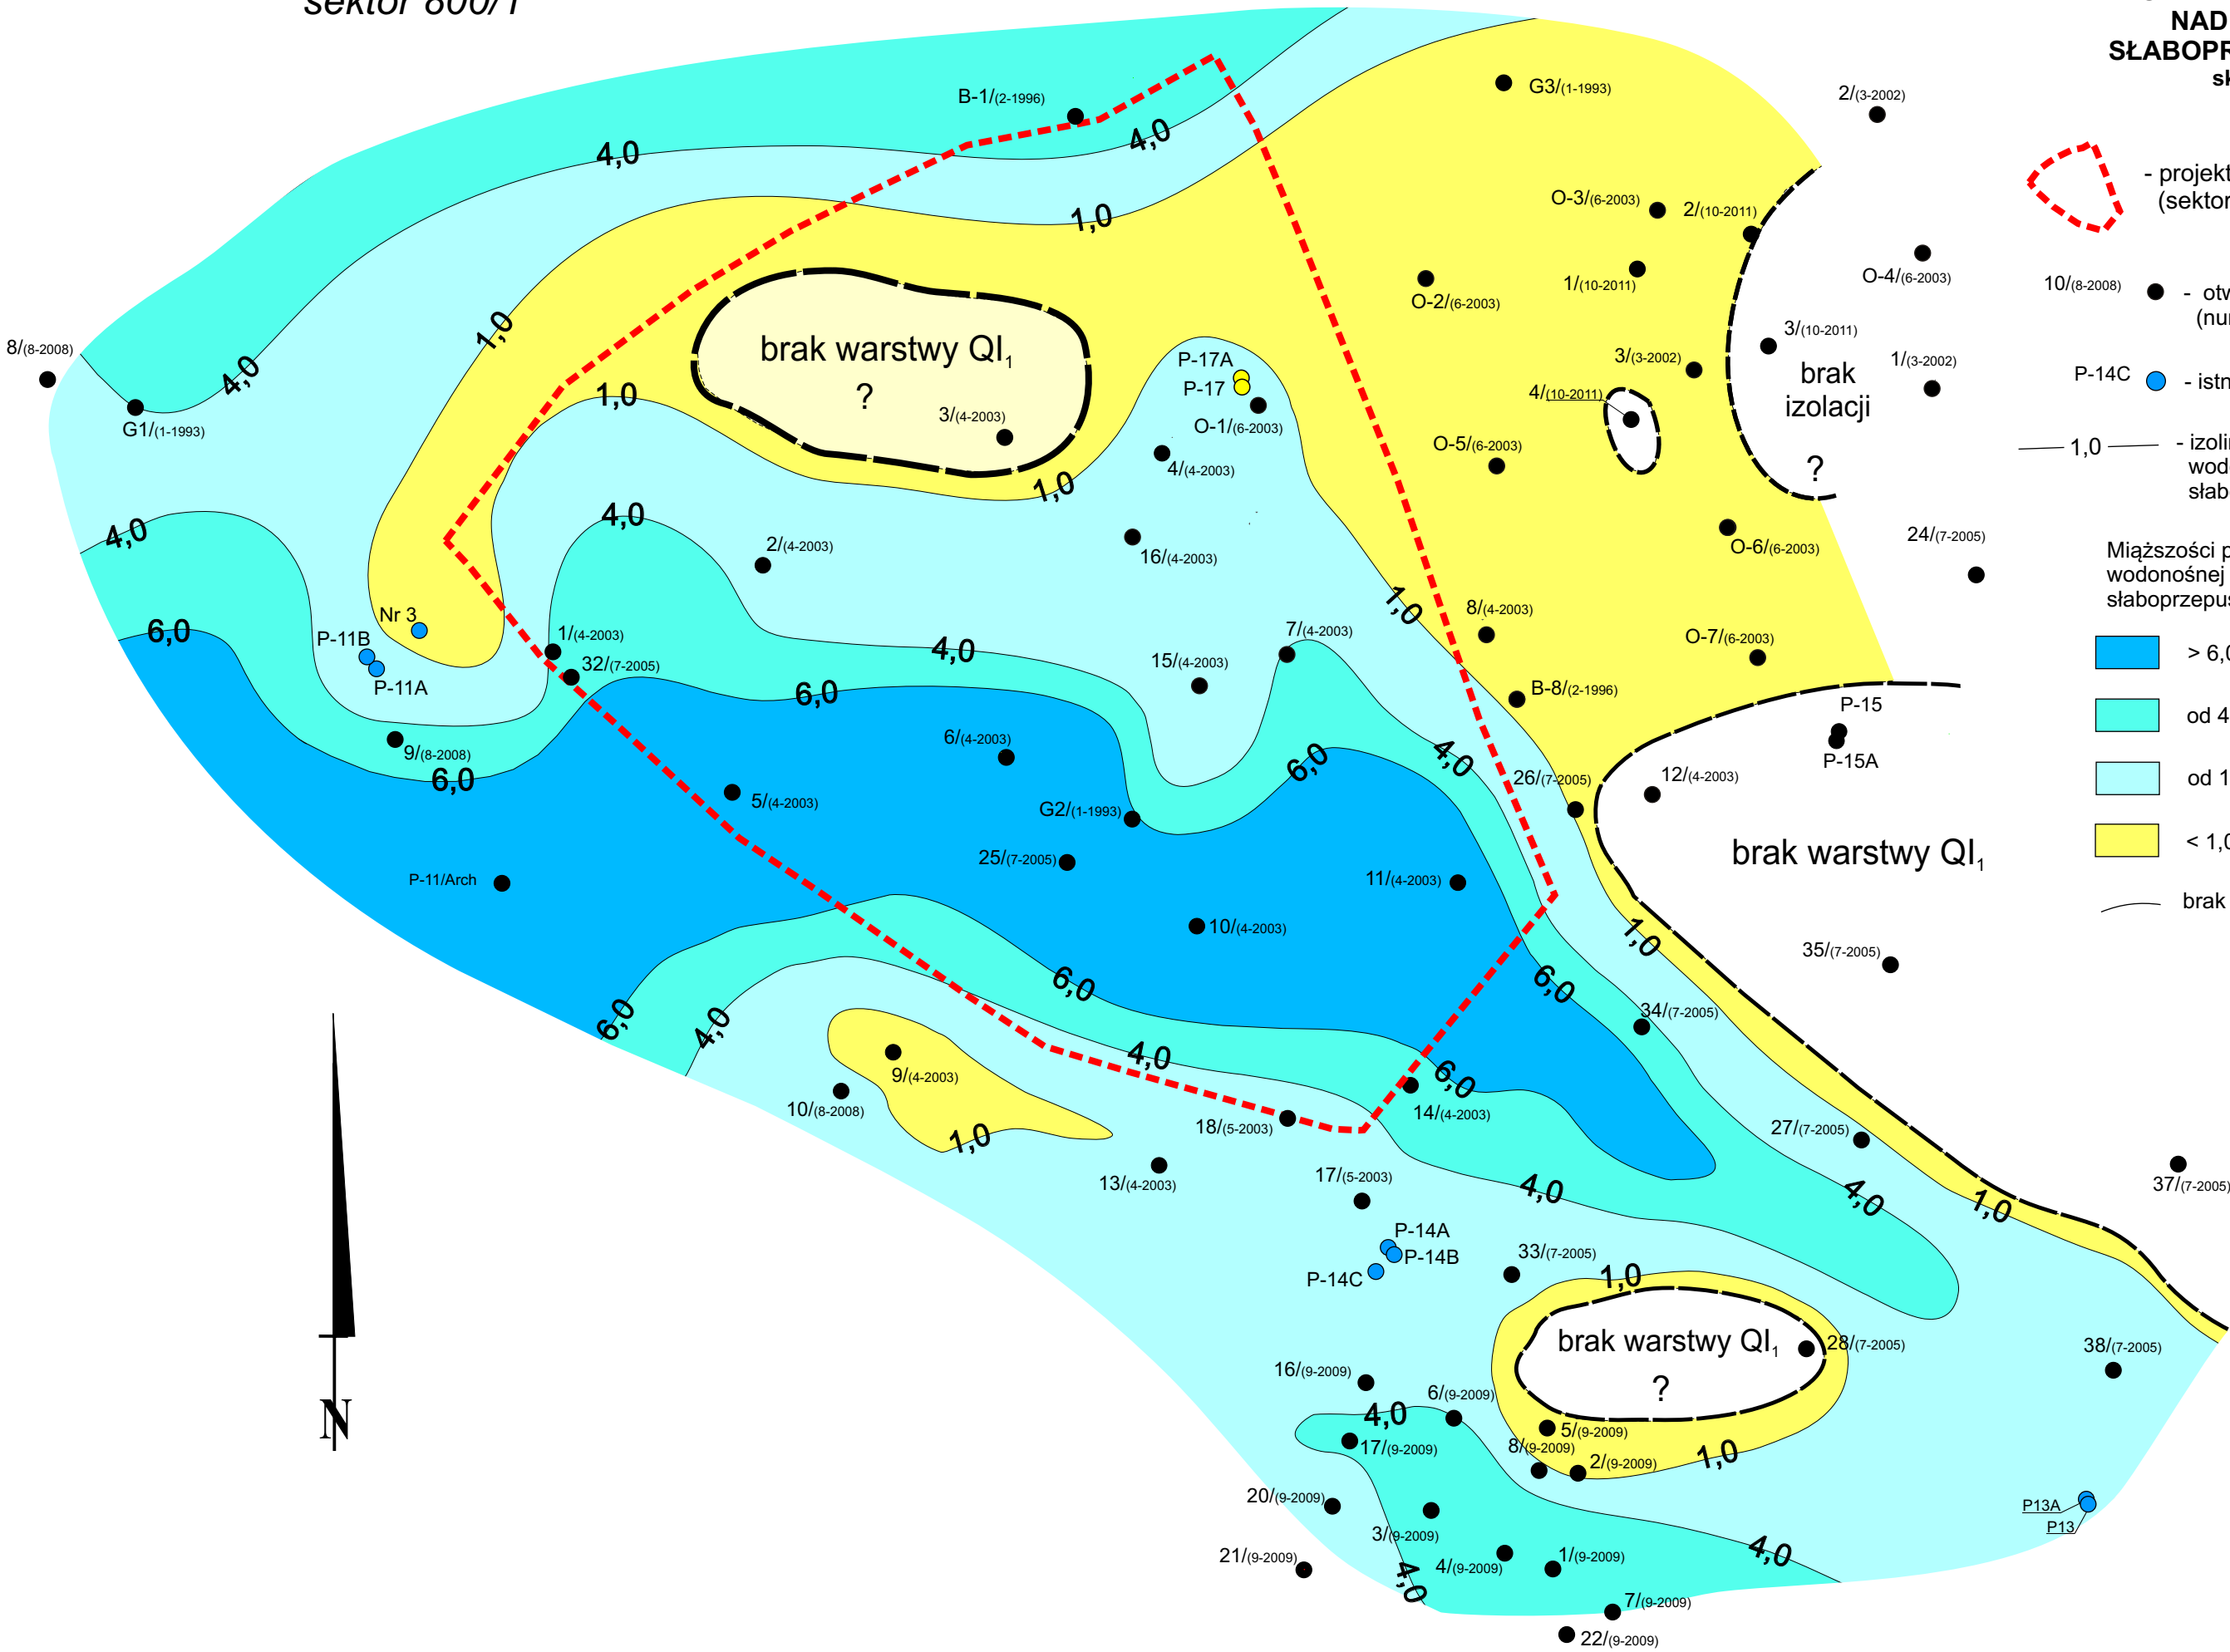 sektor 800/1
NAD
SŁABOPR
sk
- projekt
(sektor
10/(8-2008)
- otw
(nur
P-14C
- istn
1,0
- izolin
wod
słab
Miąższości p
wodonośnej
słaboprzepus
> 6,0
od 4
od 1
< 1,0
brak
B-1/(2-1996)
G3/(1-1993)
2/(3-2002)
4,0
4,0
O-3/(6-2003)
2/(10-2011)
1,0
O-4/(6-2003)
1/(10-2011)
O-2/(6-2003)
1,0
3/(10-2011)
8/(8-2008)
brak warstwy QI1
?
3/(4-2003)
P-17A
P-17
O-1/(6-2003)
3/(3-2002)
1/(3-2002)
brak
izolacji
?
4,0
G1/(1-1993)
1,0
4/(10-2011)
4/(4-2003)
O-5/(6-2003)
1,0
4,0
4,0
2/(4-2003)
16/(4-2003)
O-6/(6-2003)
24/(7-2005)
1,0
Nr 3
8/(4-2003)
6,0
P-11B
P-11A
1/(4-2003)
32/(7-2005)
4,0
7/(4-2003)
15/(4-2003)
O-7/(6-2003)
B-8/(2-1996)
6,0
P-15
P-15A
9/(8-2008)
6,0
6/(4-2003)
6,0
4,0
26/(7-2005)
12/(4-2003)
5/(4-2003)
G2/(1-1993)
brak warstwy QI1
25/(7-2005)
P-11/Arch
11/(4-2003)
10/(4-2003)
1,0
35/(7-2005)
6,0
6,0
6,0
4,0
34/(7-2005)
4,0
9/(4-2003)
6,0
10/(8-2008)
14/(4-2003)
18/(5-2003)
27/(7-2005)
1,0
13/(4-2003)
17/(5-2003)
4,0
4,0
1,0
37/(7-2005)
P-14A
P-14B
P-14C
33/(7-2005)
1,0
brak warstwy QI1
?
28/(7-2005)
38/(7-2005)
16/(9-2009)
6/(9-2009)
4,0
17/(9-2009)
5/(9-2009)
8/(9-2009)
2/(9-2009)
1,0
20/(9-2009)
3/(9-2009)
P13A
P13
21/(9-2009)
4/(9-2009)
1/(9-2009)
4,0
4,0
7/(9-2009)
22/(9-2009)
N